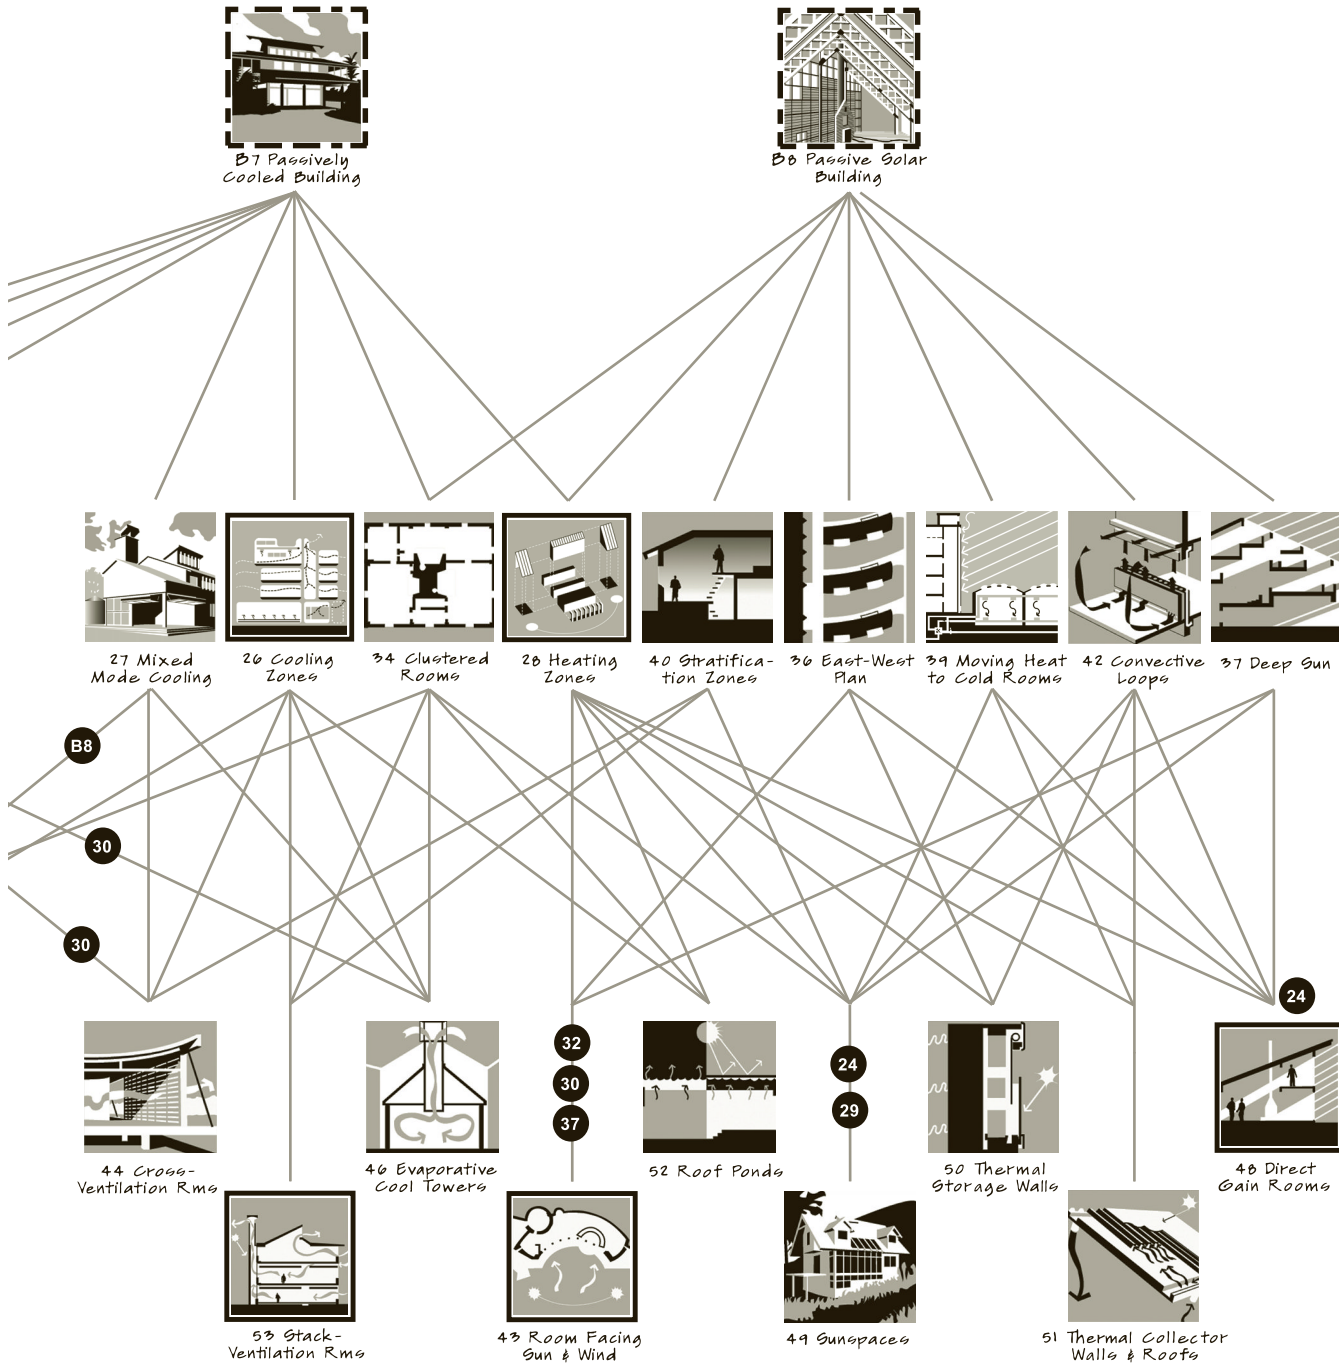 B7 Passively
Cooled Building
B8 Passive Solar
Building
27 Mixed
Mode Cooling
26 Cooling
Zones
34 Clustered
Rooms
28 Heating
Zones
40 Stratifica-
tion Zones
36 East-West
Plan
39 Moving Heat
to Cold Rooms
42 Convective
Loops
37 Deep Sun
B8
30
30
24
32
30
37
24
29
44 Cross-
Ventilation Rms
46 Evaporative
Cool Towers
52 Roof Ponds
50 Thermal
Storage Walls
48 Direct
Gain Rooms
53 Stack-
Ventilation Rms
43 Room Facing
Sun & Wind
49 Sunspaces
51 Thermal Collector
Walls & Roofs